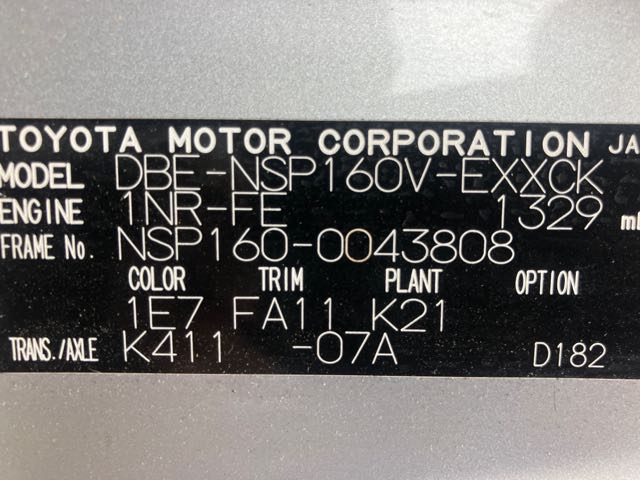 TOYOTA MOTOR CORPORATION JA
MODEL DBE-NSP160V-EXXCK
ENGINE 1NR-FE 1329 ml
FRAME No. NSP160-0043808
COLOR TRIM PLANT OPTION
1E7 FA11 K21
TRANS./AXLE K411 -07A D182